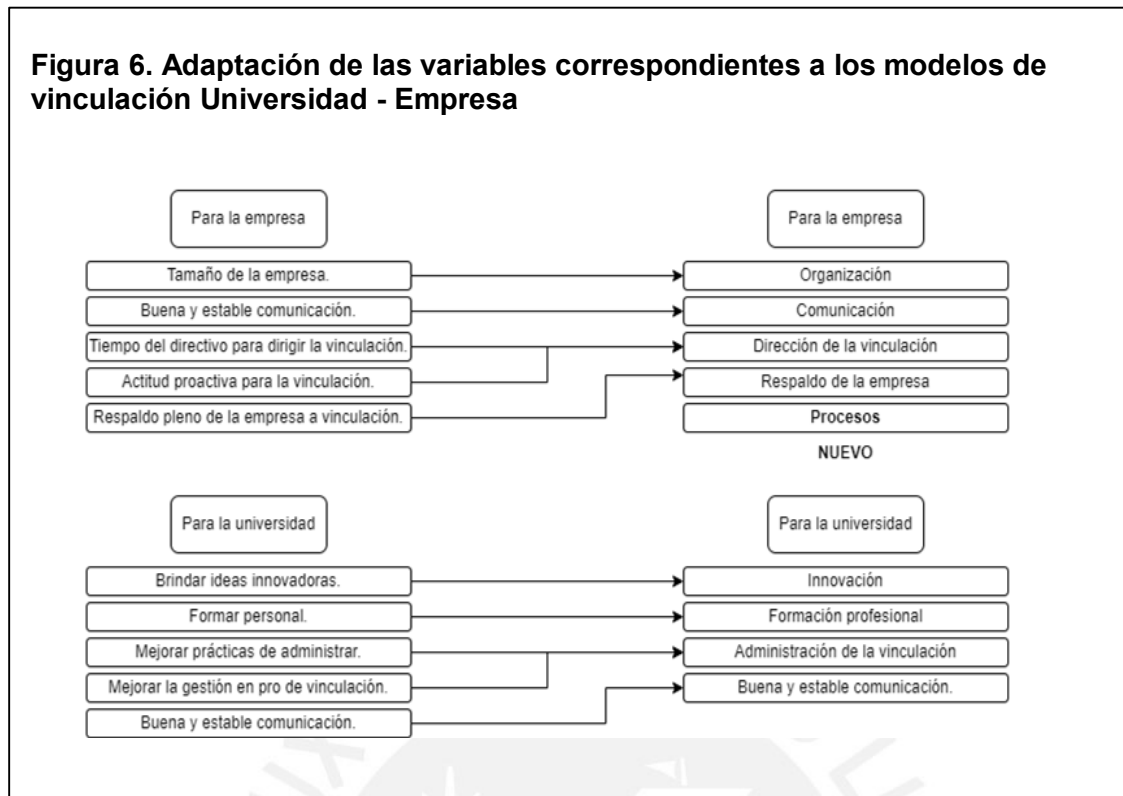 Figura 6. Adaptación de las variables correspondientes a los modelos de
vinculación Universidad - Empresa
Para la empresa
Para la empresa
Tamaño de la empresa.
Organización
Buena y estable comunicación.
Comunicación
Tiempo del directivo para dirigir la vinculación.
Dirección de la vinculación
Actitud proactiva para la vinculación.
Respaldo de la empresa
Respaldo pleno de la empresa a vinculación.
Procesos
NUEVO
Para la universidad
Para la universidad
Brindar ideas innovadoras.
Innovación
Formar personal.
Formación profesional
Mejorar prácticas de administrar.
Administración de la vinculación
Mejorar la gestión en pro de vinculación.
Buena y estable comunicación.
Buena y estable comunicación.